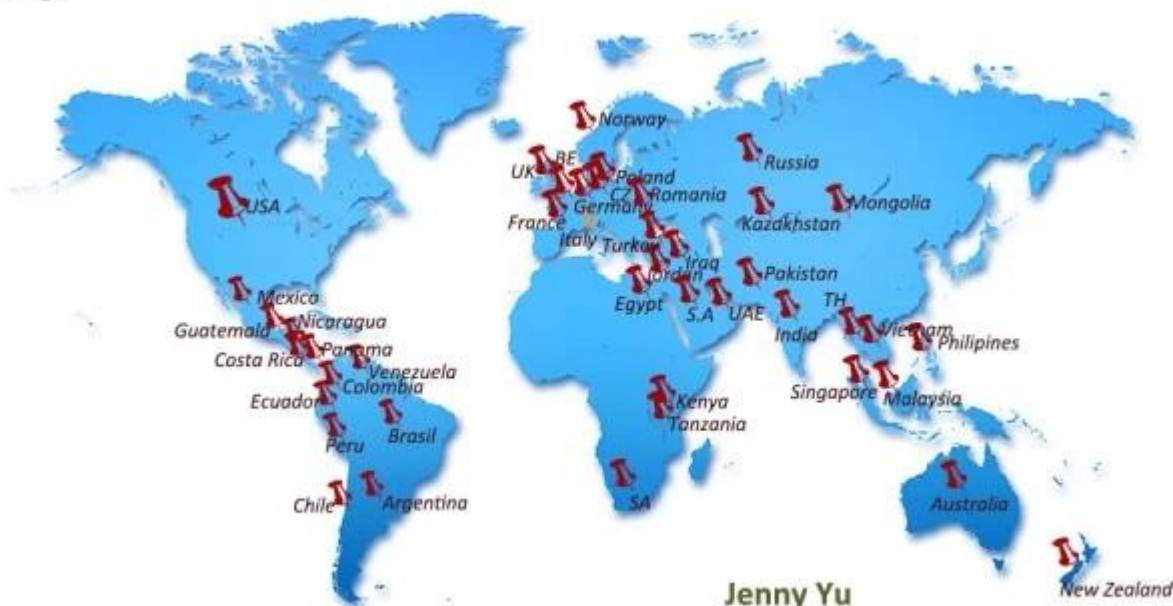 Norway
Russia
UK
BE
Poland
CZ
Romania
USA
Germany
Kazakhstan
Mongolia
France
Italy
Turkey
Iraq
Jordan
Pakistan
Egypt
S.A
UAE
India
TH
Vietnam
Philipines
Mexico
Guatemala
Nicaragua
Costa Rica
Panama
Venezuela
Colombia
Ecuador
Singapore
Malaysia
Kenya
Tanzania
Peru
Brasil
Chile
Argentina
SA
Australia
New Zealand
Jenny Yu